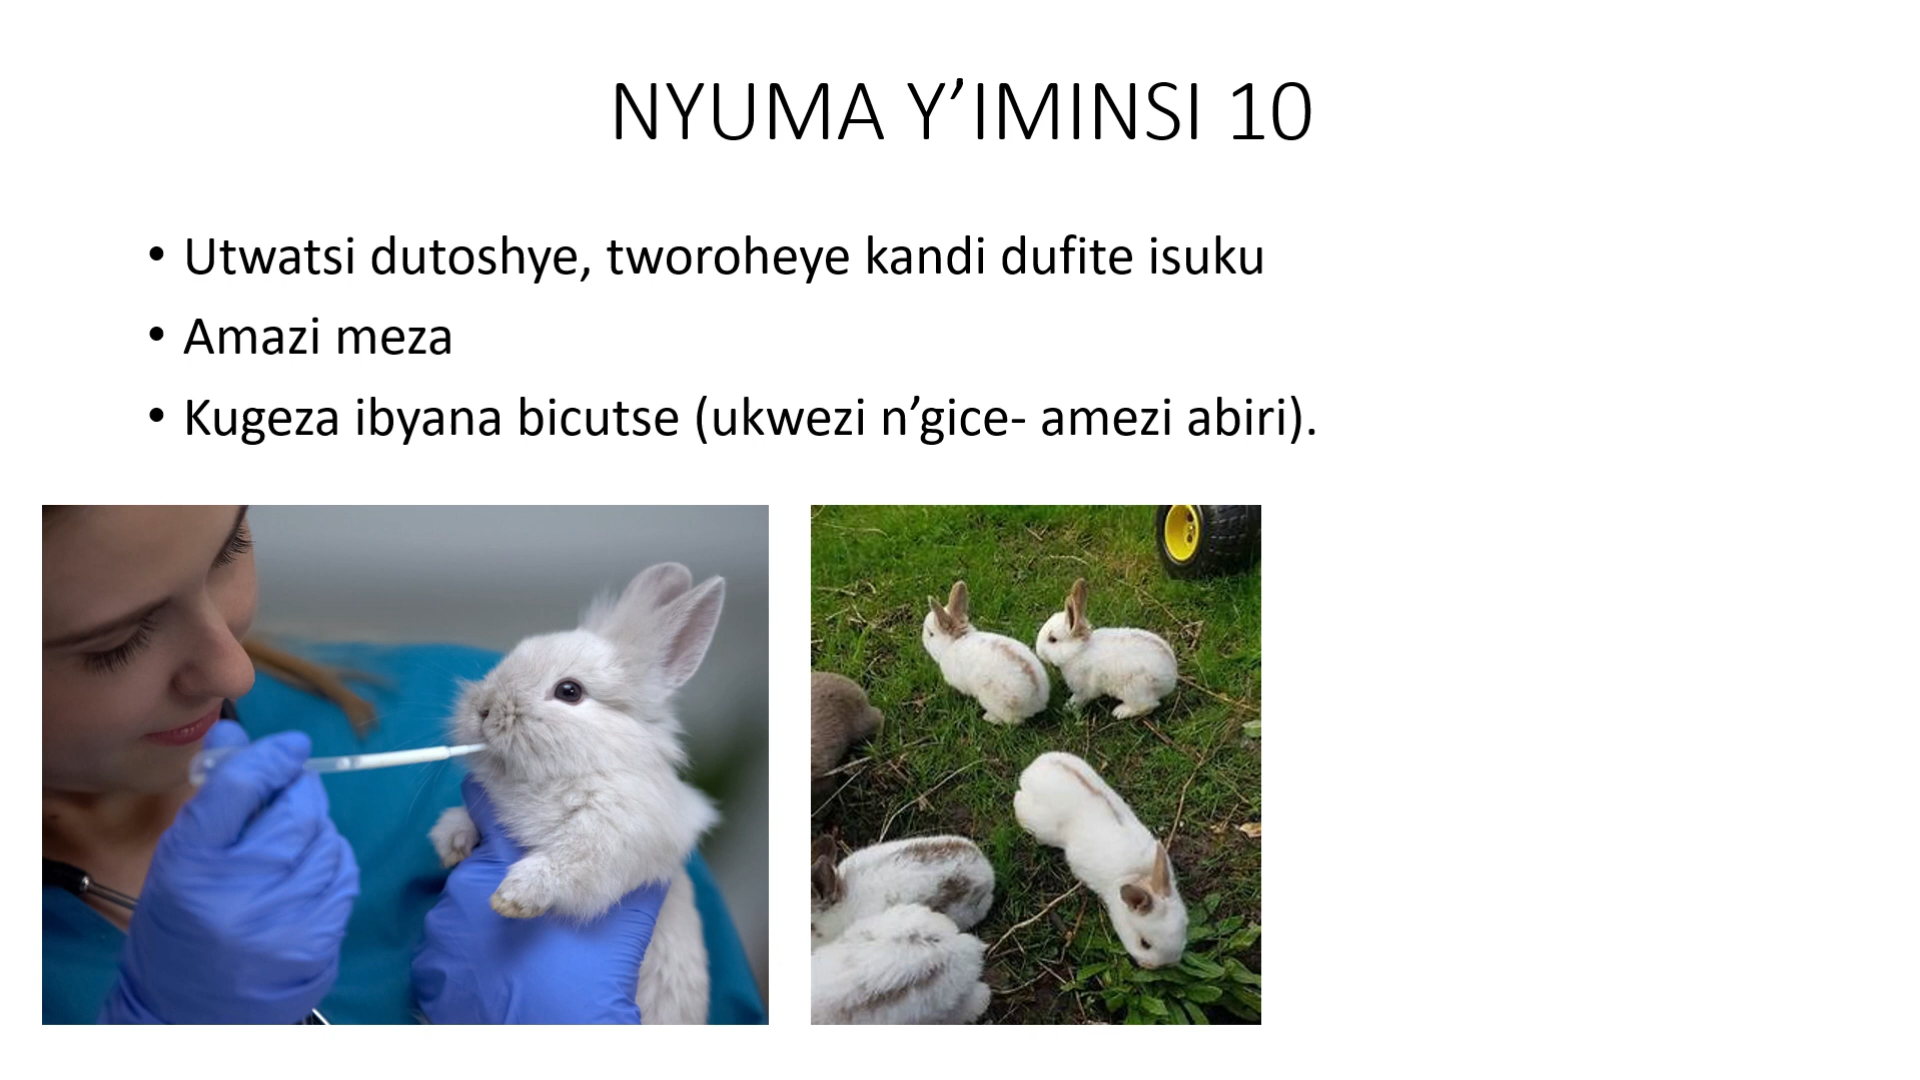 NYUMA Y’IMINSI 10
• Utwatsi dutoshye, tworoheye kandi dufite isuku
• Amazi meza
• Kugeza ibyana bicutse (ukwezi n’gice- amezi abiri).